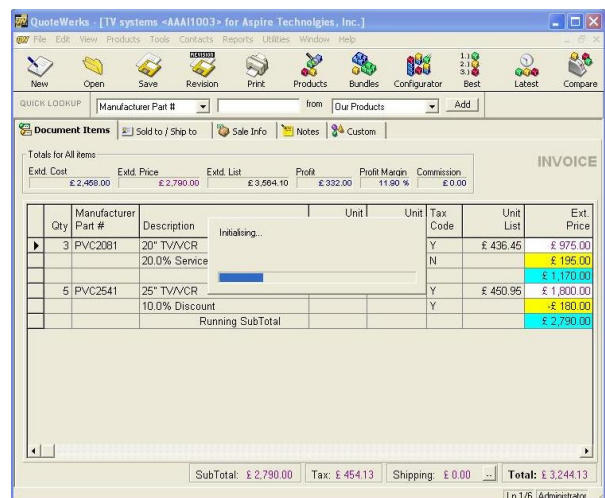 QuoteWerks - [TV systems <AAAI1003> for Aspire Technolgies, Inc.]
File Edit View Products Tools Contacts Reports Utilities Window Help
REVISION
1.) 2.) 3.)
New Open Save Revision Print Products Bundles Configurator Best Latest Compare
QUICK LOOKUP Manufacturer Part # from Our Products Add
Document Items Sold to / Ship to Sale Info Notes Custom
Totals for All items
INVOICE
Extd. Cost Extd. Price Extd. List Profit Profit Margin Commission
£ 2,458.00 £ 2,790.00 £ 3,564.10 £ 332.00 11.90 % £ 0.00
Manufacturer Unit Unit Tax Unit Ext.
Qty Part # Description Code List Price
Initialising...
3 PVC2081 20" TV/VCR Y £ 436.45 £ 975.00
20.0% Service N £ 195.00
£ 1,170.00
5 PVC2541 25" TV/VCR Y £ 450.95 £ 1,800.00
10.0% Discount Y -£ 180.00
Running SubTotal £ 2,790.00
SubTotal: £ 2,790.00 Tax: £ 454.13 Shipping: £ 0.00 ... Total: £ 3,244.13
Ln 1/6 Administrator